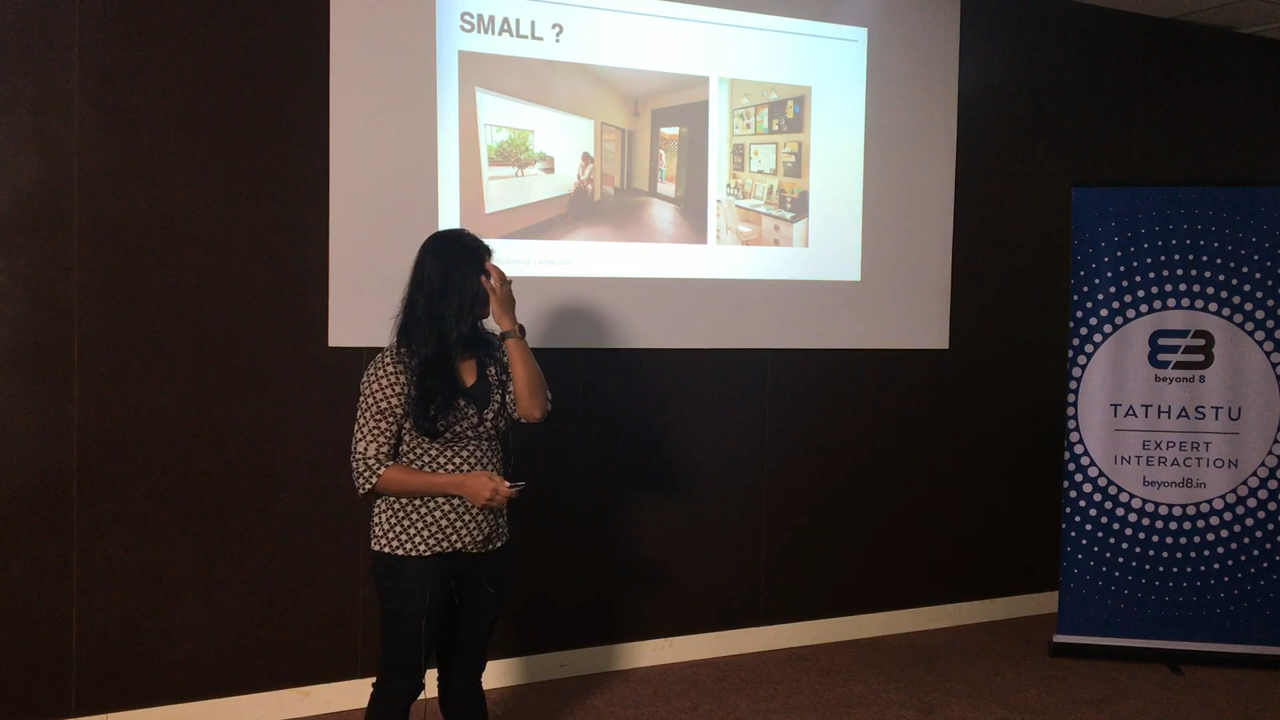 SMALL ?
beyond 8
TATHASTU
EXPERT
INTERACTION
beyond8.in